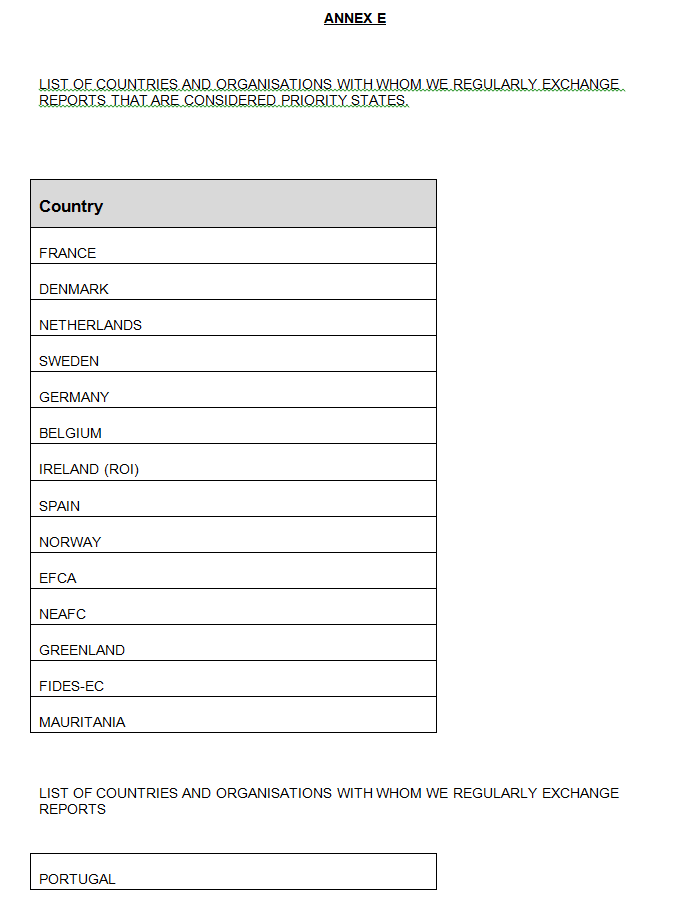 ANNEX E
LIST OF COUNTRIES AND ORGANISATIONS WITH WHOM WE REGULARLY EXCHANGE
REPORTS THAT ARE CONSIDERED PRIORITY STATES.
Country
FRANCE
DENMARK
NETHERLANDS
SWEDEN
GERMANY
BELGIUM
IRELAND (ROI)
SPAIN
NORWAY
EFCA
NEAFC
GREENLAND
FIDES-EC
MAURITANIA
LIST OF COUNTRIES AND ORGANISATIONS WITH WHOM WE REGULARLY EXCHANGE
REPORTS
PORTUGAL